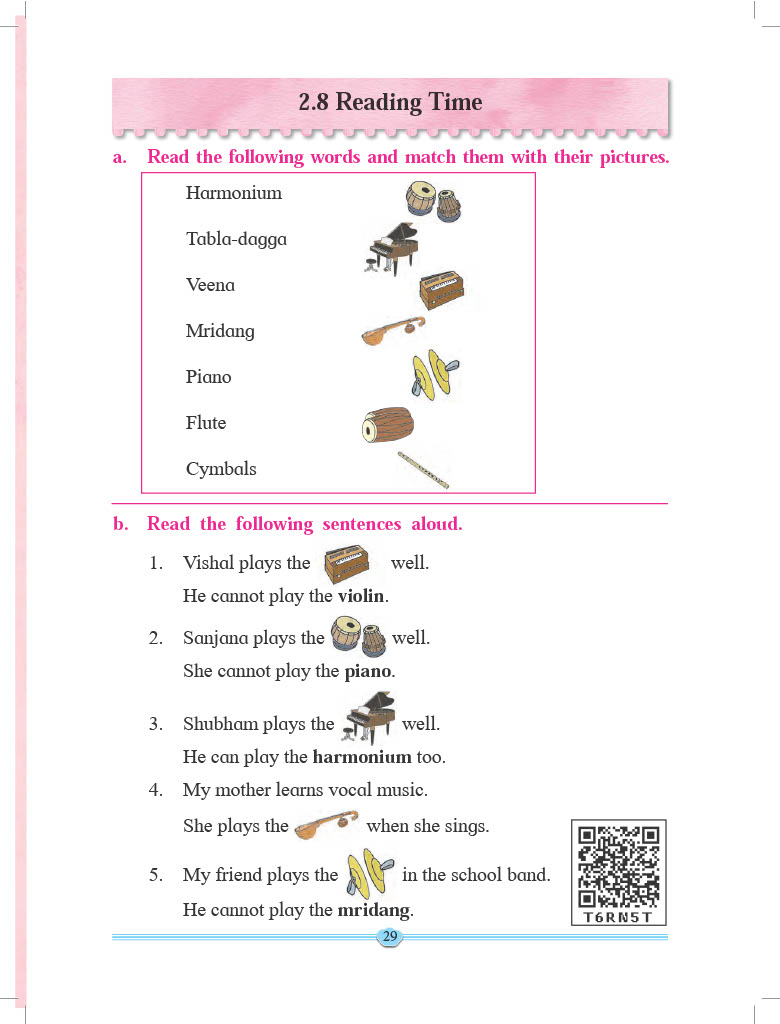 2.8 Reading Time
a. Read the following words and match them with their pictures.
Harmonium
Tabla-dagga
Veena
Mridang
Piano
Flute
Cymbals
b. Read the following sentences aloud.
1. Vishal plays the well.
He cannot play the violin.
2. Sanjana plays the well.
She cannot play the piano.
3. Shubham plays the well.
He can play the harmonium too.
4. My mother learns vocal music.
She plays the when she sings.
5. My friend plays the in the school band.
He cannot play the mridang.
T6RN5T
29